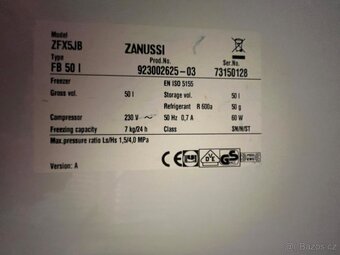 Model
ZFX5JB ZANUSSI
Type Prod.No. Ser.No.
FB 50 I 923002625-03 73150128
Freezer EN ISO 5155
Gross vol. 50 l Storage vol. 50 l
Refrigerant R 600a 50 g
Compressor 230 V ~ 50 Hz 0,7 A 60 W
Freezing capacity 7 kg/24 h Class SN/N/ST
Max.pressure ratio Lo/Hs 1,5/4,0 MPa
Version: A